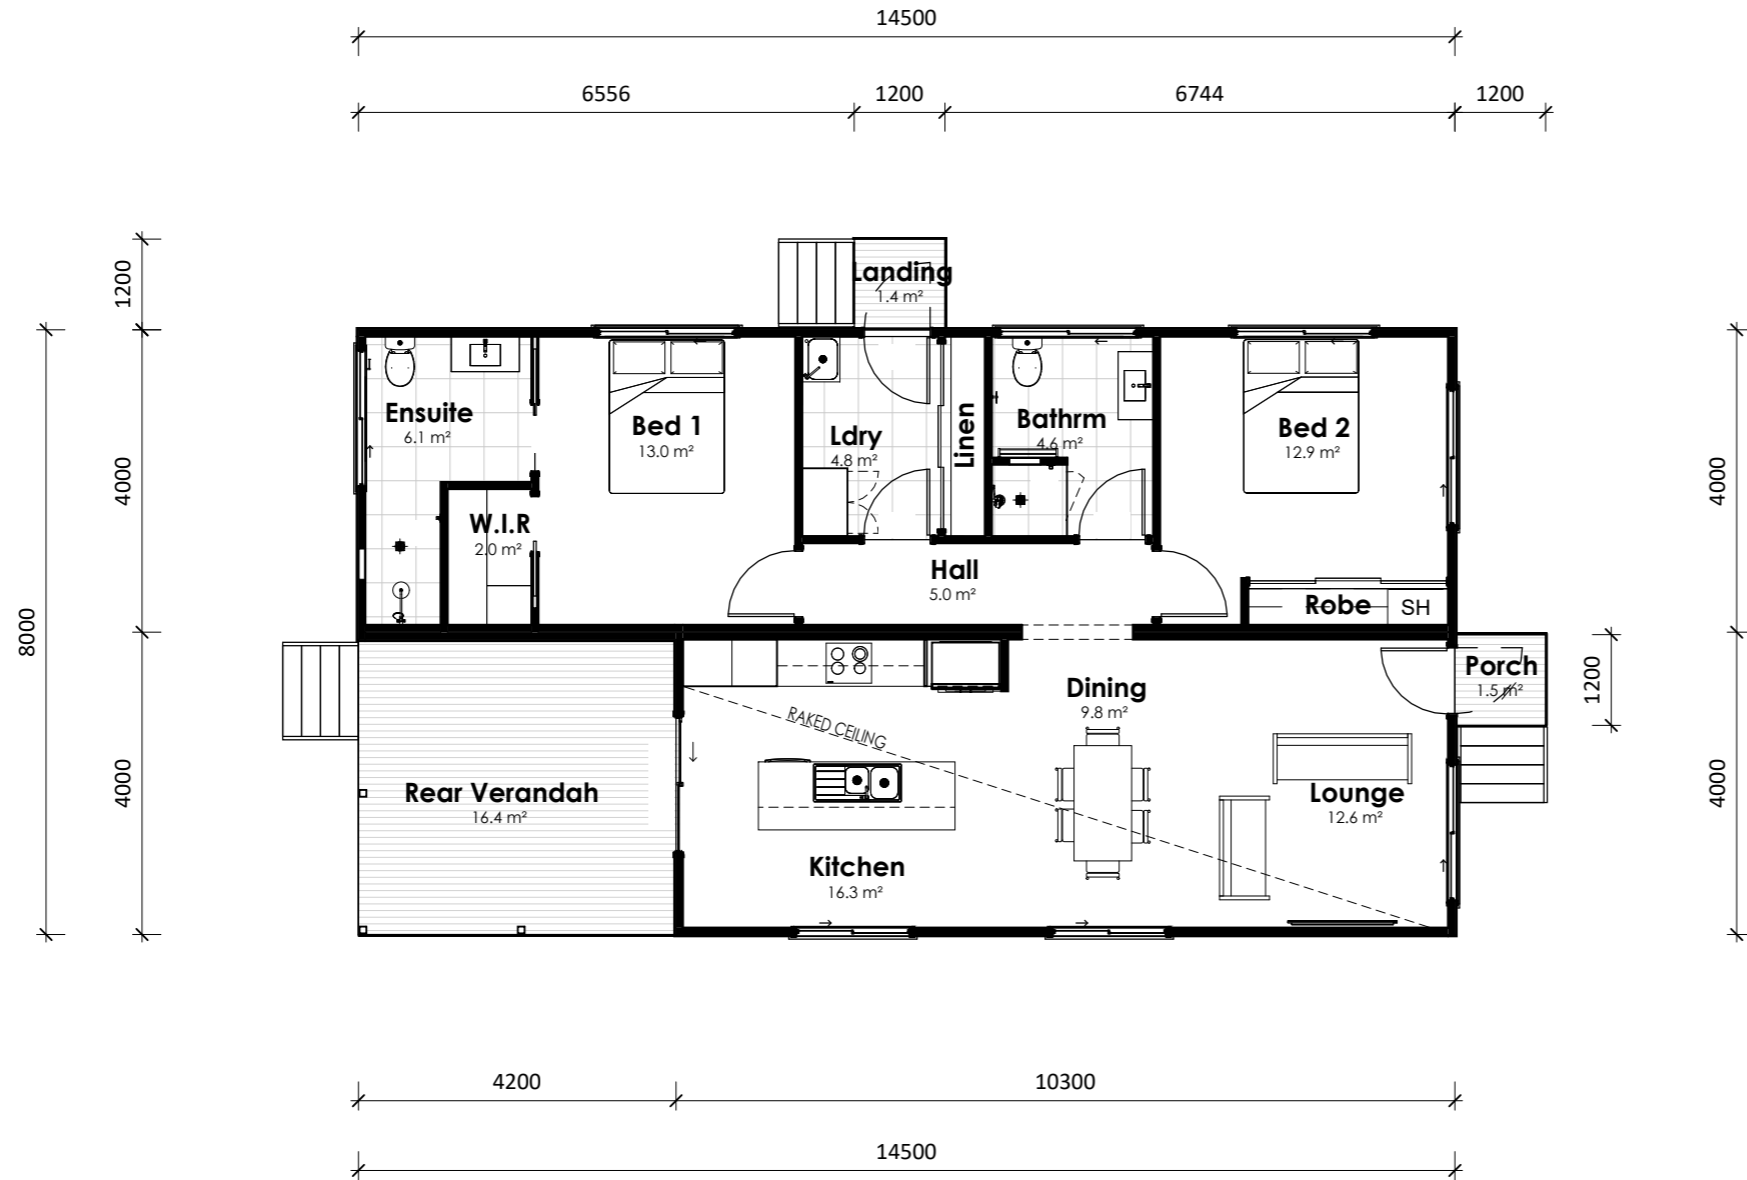 14500
6556
1200
6744
1200
1200
Landing
1.4 m²
8000
4000
4000
Ensuite
6.1 m²
W.I.R
2.0 m²
Bed 1
13.0 m²
Ldry
4.8 m²
Linen
Bathrm
4.6 m²
Bed 2
12.9 m²
Hall
5.0 m²
Robe
SH
4000
4000
1200
Porch
1.5 m²
Dining
9.8 m²
RAKED CEILING
Rear Verandah
16.4 m²
Lounge
12.6 m²
Kitchen
16.3 m²
4200
10300
14500